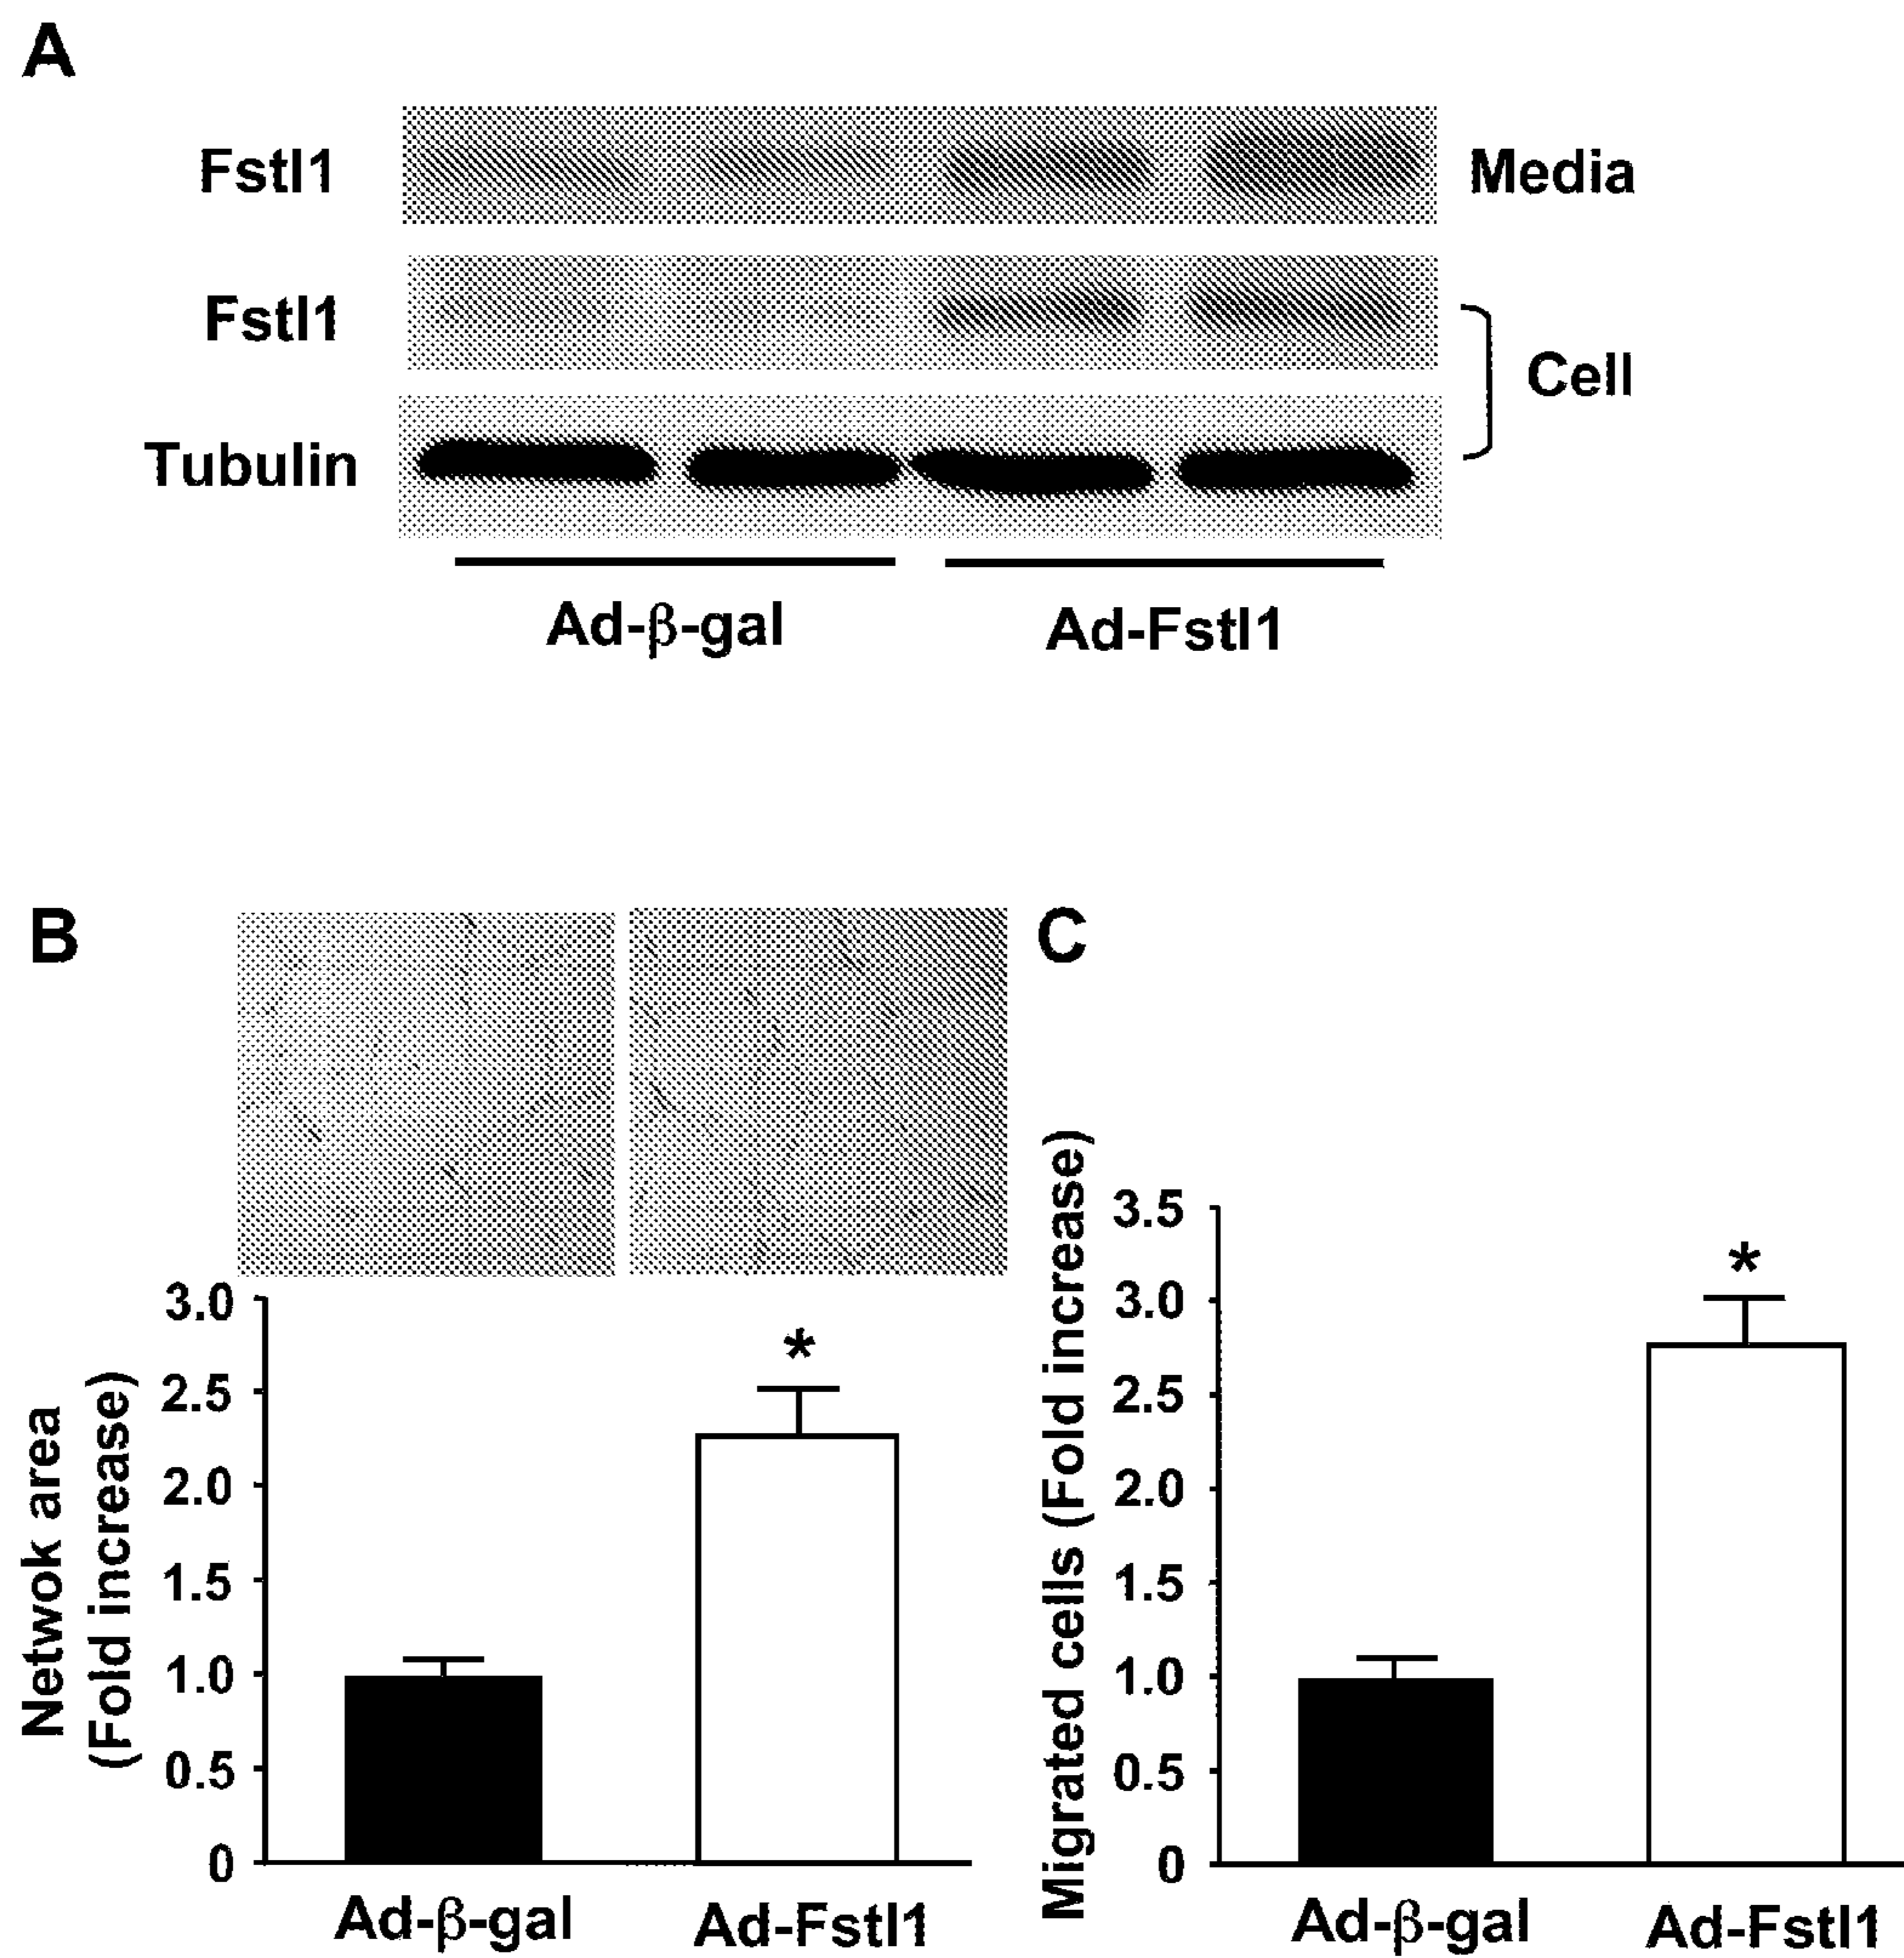 A
Fstl1
Media
Fstl1
Cell
Tubulin
Ad-β-gal
Ad-Fstl1
B
Netwok area
(Fold increase)
3.0
2.5
2.0
1.5
1.0
0.5
0
*
Ad-β-gal
Ad-Fstl1
C
Migrated cells (Fold increase)
3.5
3.0
2.5
2.0
1.5
1.0
0.5
0
*
Ad-β-gal
Ad-Fstl1